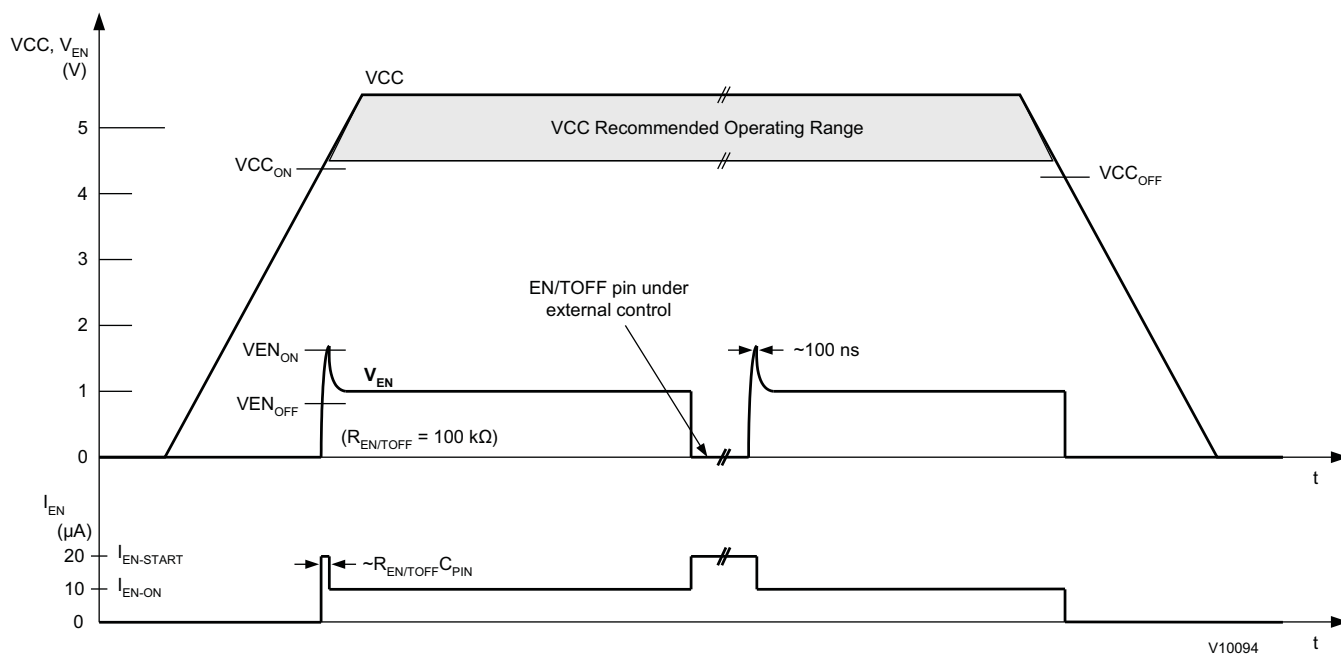 VCC, VEN
(V)
VCC
5
VCC Recommended Operating Range
VCCON
VCCOFF
4
3
EN/TOFF pin under
external control
2
VENON
~100 ns
VEN
1
VENOFF
(REN/TOFF = 100 kΩ)
0
t
IEN
(µA)
20
IEN-START
~REN/TOFFCPIN
10
IEN-ON
0
t
V10094